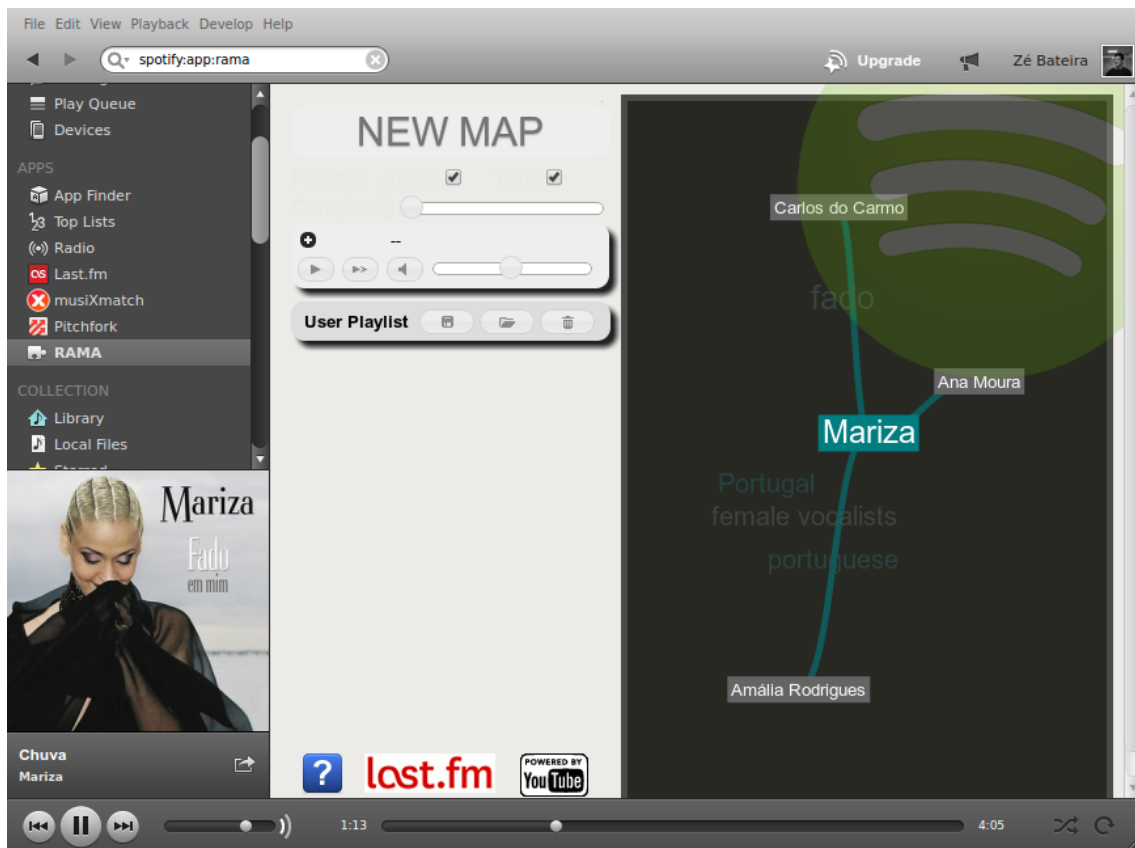 File Edit View Playback Develop Help
spotify:app:rama
Upgrade
Zé Bateira
Play Queue
Devices
APPS
App Finder
Top Lists
Radio
Last.fm
musiXmatch
Pitchfork
RAMA
COLLECTION
Library
Local Files
Starred
Mariza
Fado
em mim
Chuva
Mariza
NEW MAP
--
User Playlist
?
last.fm
POWERED BY
YouTube
Carlos do Carmo
fado
Ana Moura
Mariza
Portugal
female vocalists
portuguese
Amália Rodrigues
1:13
4:05